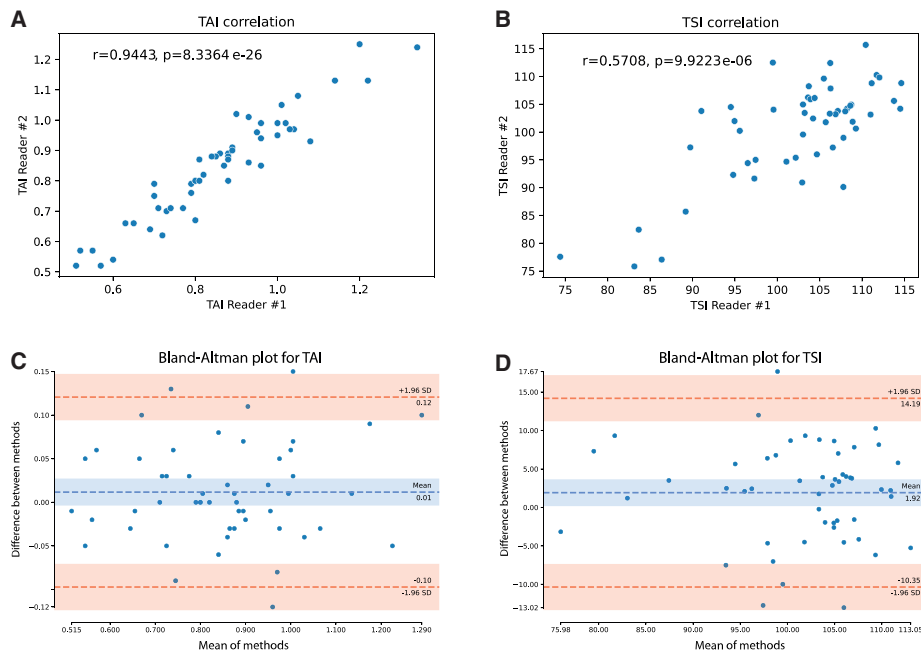 A
TAI correlation
r=0.9443, p=8.3364 e-26
1.2
1.1
1.0
0.9
0.8
0.7
0.6
0.5
TAI Reader #2
0.6 0.8 1.0 1.2
TAI Reader #1
B
TSI correlation
r=0.5708, p=9.9223e-06
115
110
105
100
95
90
85
80
75
TSI Reader #2
75 80 85 90 95 100 105 110 115
TSI Reader #1
C
Bland-Altman plot for TAI
0.15
0.10
0.05
0.00
−0.05
−0.12
Difference between methods
+1.96 SD
0.12
Mean
0.01
-0.10
-1.96 SD
0.515 0.600 0.700 0.800 0.900 1.000 1.100 1.200 1.290
Mean of methods
D
Bland-Altman plot for TSI
17.67
15.00
10.00
5.00
0.00
−5.00
−10.00
−13.02
Difference between methods
+1.96 SD
14.19
Mean
1.92
-10.35
-1.96 SD
75.98 80.00 85.00 90.00 95.00 100.00 105.00 110.00 113.05
Mean of methods